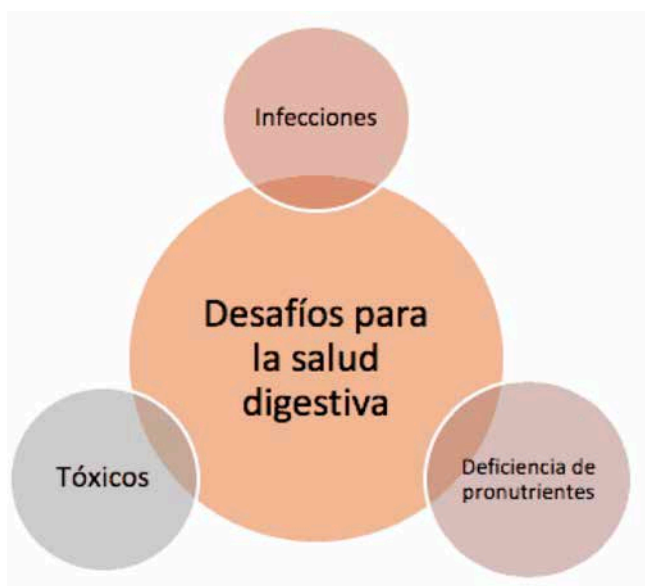 Infecciones
Desafíos para
la salud
digestiva
Tóxicos
Deficiencia de
pronutrientes